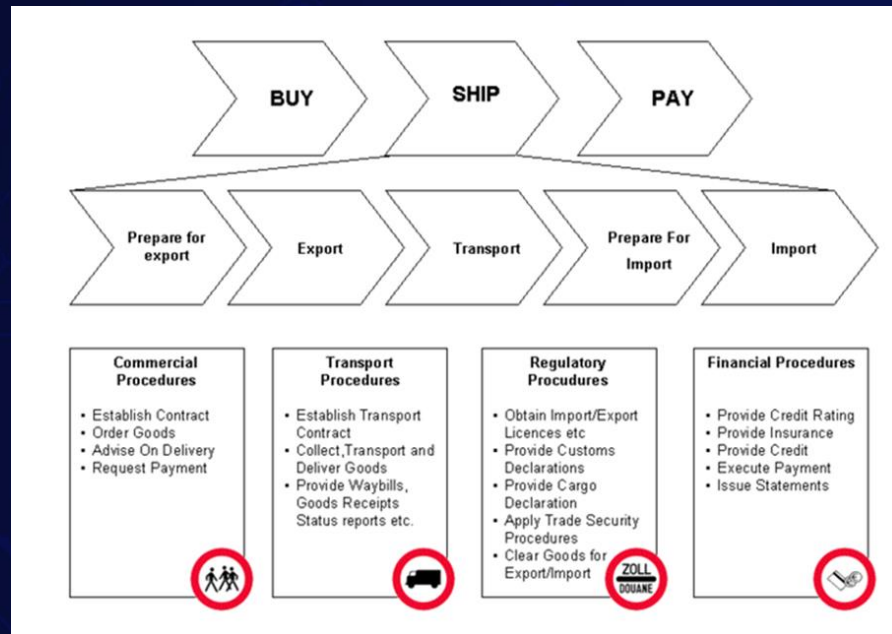 BUY
SHIP
PAY
Prepare for
export
Export
Transport
Prepare For
Import
Import
Commercial
Procedures
• Establish Contract
• Order Goods
• Advise On Delivery
• Request Payment
Transport
Procedures
• Establish Transport
Contract
• Collect,Transport and
Deliver Goods
• Provide Waybills,
Goods Receipts
Status reports etc.
Regulatory
Procudures
• Obtain Import/Export
Licences etc
• Provide Customs
Declarations
• Provide Cargo
Declaration
• Apply Trade Security
Procedures
• Clear Goods for
Export/Import
ZOLL
DOUANE
Financial Procedures
• Provide Credit Rating
• Provide Insurance
• Provide Credit
• Execute Payment
• Issue Statements